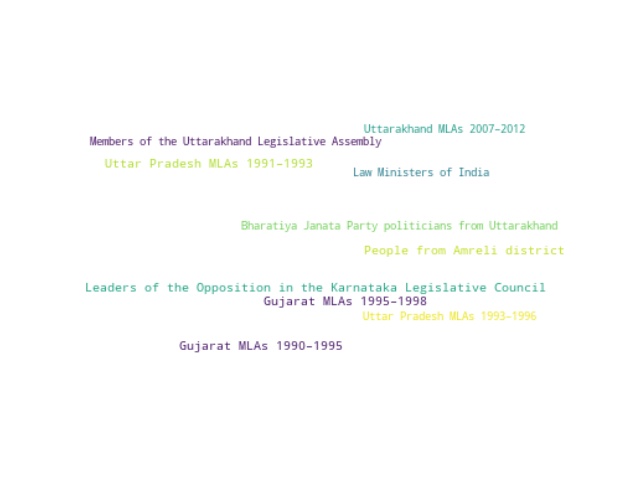 Uttarakhand MLAs 2007–2012
Members of the Uttarakhand Legislative Assembly
Uttar Pradesh MLAs 1991–1993
Law Ministers of India
Bharatiya Janata Party politicians from Uttarakhand
People from Amreli district
Leaders of the Opposition in the Karnataka Legislative Council
Gujarat MLAs 1995–1998
Uttar Pradesh MLAs 1993–1996
Gujarat MLAs 1990–1995